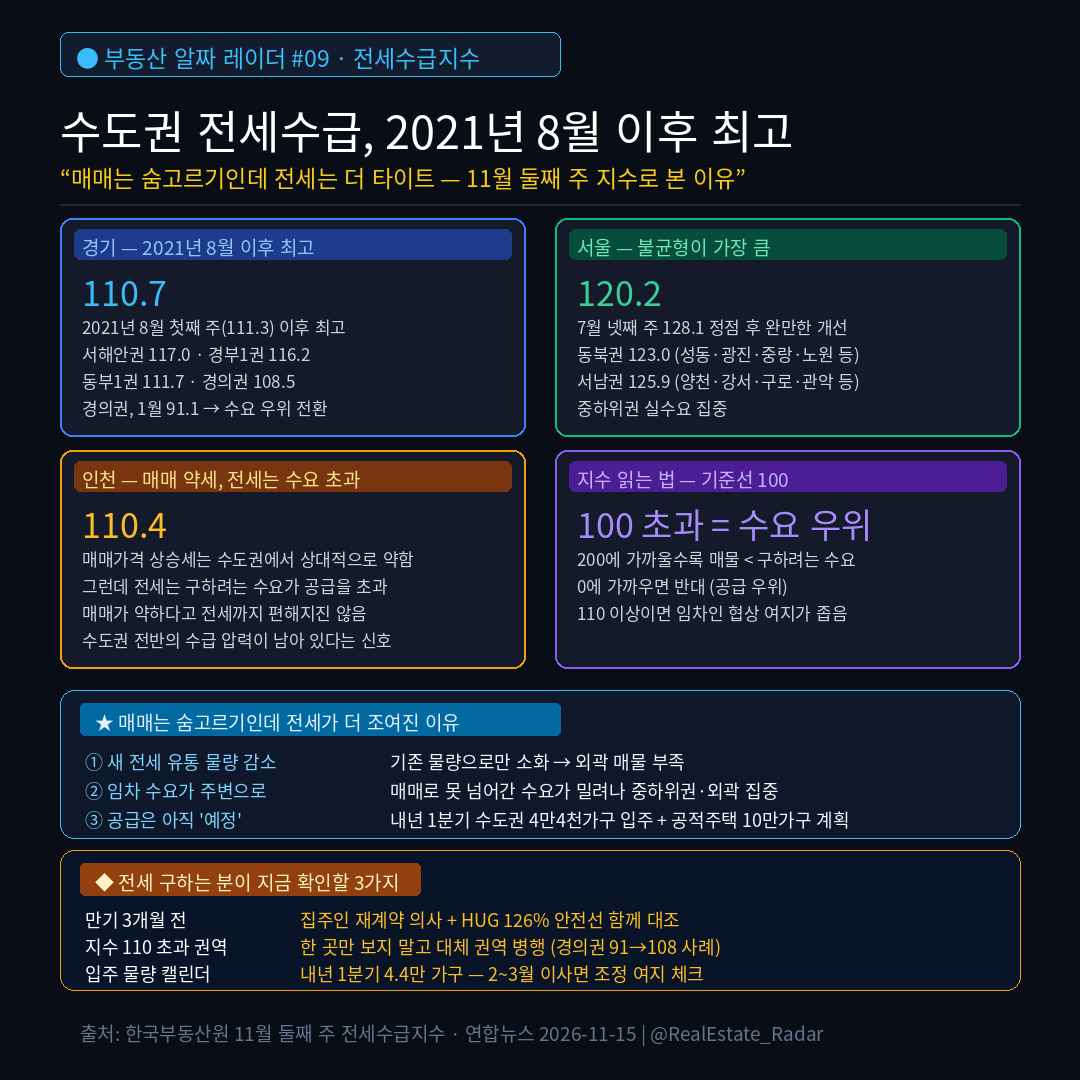 ● 부동산 알짜 레이더 #09 · 전세수급지수
수도권 전세수급, 2021년 8월 이후 최고
“매매는 숨고르기인데 전세는 더 타이트 — 11월 둘째 주 지수로 본 이유”
경기 — 2021년 8월 이후 최고
110.7
2021년 8월 첫째 주(111.3) 이후 최고
서해안권 117.0 · 경부1권 116.2
동부1권 111.7 · 경의권 108.5
경의권, 1월 91.1 → 수요 우위 전환
서울 — 불균형이 가장 큼
120.2
7월 넷째 주 128.1 정점 후 완만한 개선
동북권 123.0 (성동·광진·중랑·노원 등)
서남권 125.9 (양천·강서·구로·관악 등)
중하위권 실수요 집중
인천 — 매매 약세, 전세는 수요 초과
110.4
매매가격 상승세는 수도권에서 상대적으로 약함
그런데 전세는 구하려는 수요가 공급을 초과
매매가 약하다고 전세까지 편해지진 않음
수도권 전반의 수급 압력이 남아 있다는 신호
지수 읽는 법 — 기준선 100
100 초과 = 수요 우위
200에 가까울수록 매물 < 구하려는 수요
0에 가까우면 반대 (공급 우위)
110 이상이면 임차인 협상 여지가 좁음
★ 매매는 숨고르기인데 전세가 더 조여진 이유
① 새 전세 유통 물량 감소 기존 물량으로만 소화 → 외곽 매물 부족
② 임차 수요가 주변으로 매매로 못 넘어간 수요가 밀려나 중하위권·외곽 집중
③ 공급은 아직 '예정' 내년 1분기 수도권 4만4천가구 입주 + 공적주택 10만가구 계획
◆ 전세 구하는 분이 지금 확인할 3가지
만기 3개월 전 집주인 재계약 의사 + HUG 126% 안전선 함께 대조
지수 110 초과 권역 한 곳만 보지 말고 대체 권역 병행 (경의권 91→108 사례)
입주 물량 캘린더 내년 1분기 4.4만 가구 — 2~3월 이사면 조정 여지 체크
출처: 한국부동산원 11월 둘째 주 전세수급지수 · 연합뉴스 2026-11-15 | @RealEstate_Radar